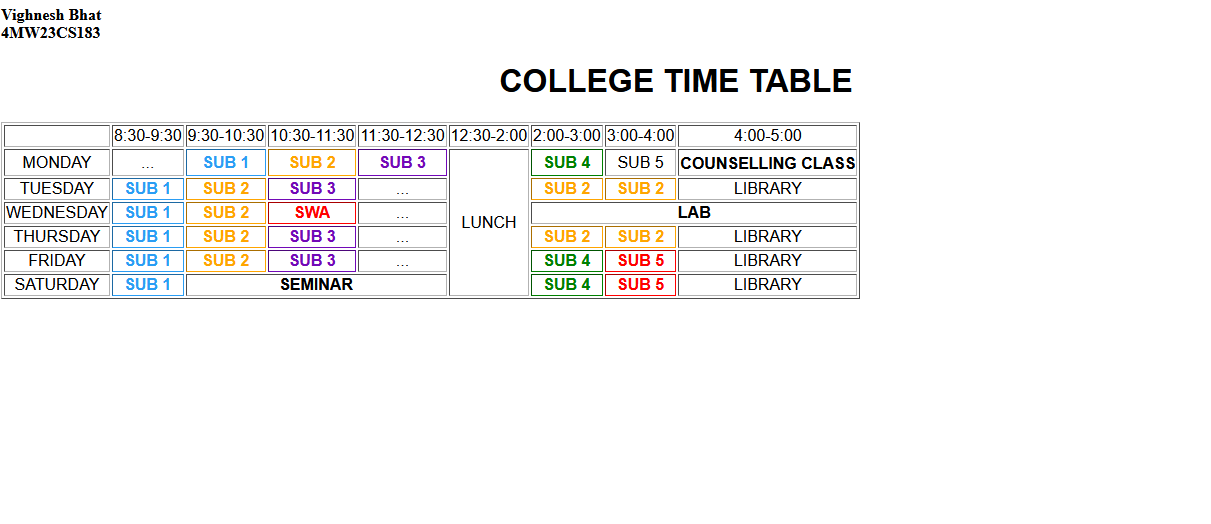 Vighnesh Bhat
4MW23CS183
COLLEGE TIME TABLE
8:30-9:30 9:30-10:30 10:30-11:30 11:30-12:30 12:30-2:00 2:00-3:00 3:00-4:00 4:00-5:00
MONDAY ... SUB 1 SUB 2 SUB 3 SUB 4 SUB 5 COUNSELLING CLASS
TUESDAY SUB 1 SUB 2 SUB 3 ... SUB 2 SUB 2 LIBRARY
WEDNESDAY SUB 1 SUB 2 SWA ... LAB
LUNCH
THURSDAY SUB 1 SUB 2 SUB 3 ... SUB 2 SUB 2 LIBRARY
FRIDAY SUB 1 SUB 2 SUB 3 ... SUB 4 SUB 5 LIBRARY
SATURDAY SUB 1 SEMINAR SUB 4 SUB 5 LIBRARY